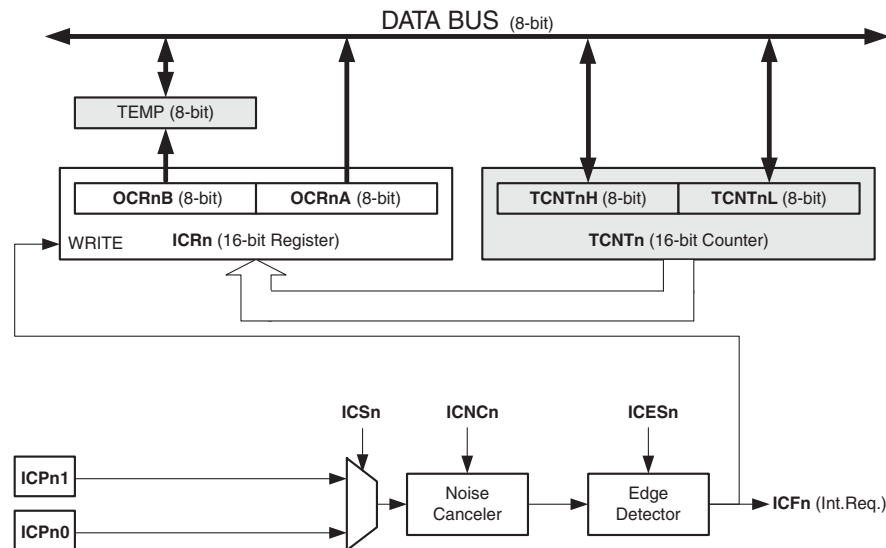 DATA BUS (8-bit)
TEMP (8-bit)
OCRnB (8-bit) OCRnA (8-bit) TCNTnH (8-bit) TCNTnL (8-bit)
WRITE ICRn (16-bit Register) TCNTn (16-bit Counter)
ICSn ICNCn ICESn
ICPn1
Noise Canceler
Edge Detector
ICFn (Int.Req.)
ICPn0